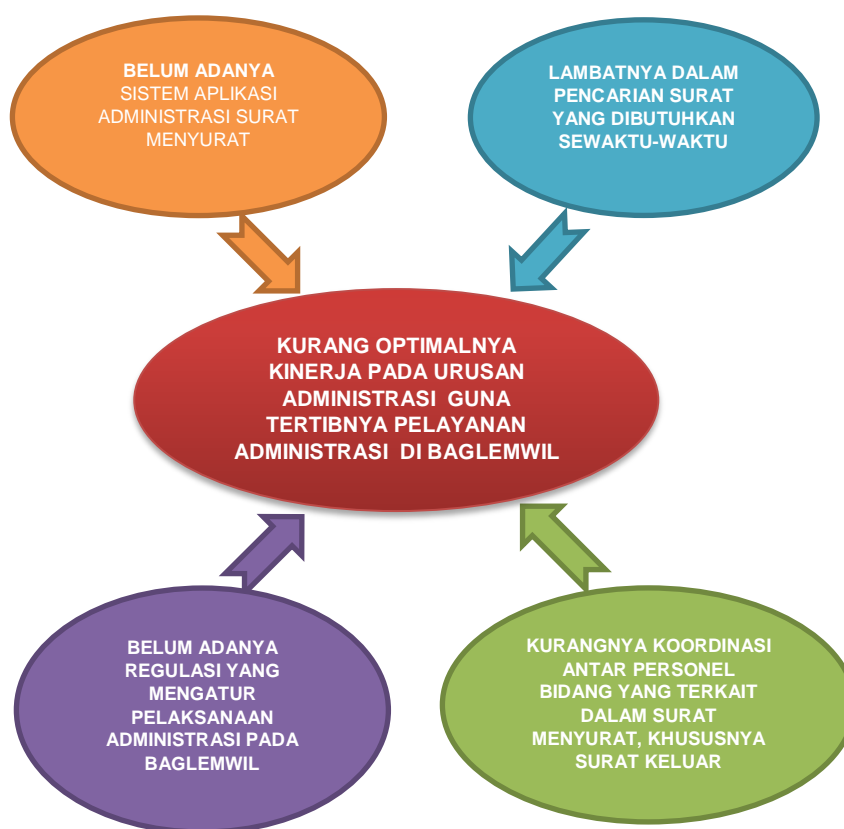 BELUM ADANYA
SISTEM APLIKASI
ADMINISTRASI SURAT
MENYURAT
LAMBATNYA DALAM
PENCARIAN SURAT
YANG DIBUTUHKAN
SEWAKTU-WAKTU
KURANG OPTIMALNYA
KINERJA PADA URUSAN
ADMINISTRASI GUNA
TERTIBNYA PELAYANAN
ADMINISTRASI DI BAGLEMWIL
BELUM ADANYA
REGULASI YANG
MENGATUR
PELAKSANAAN
ADMINISTRASI PADA
BAGLEMWIL
KURANGNYA KOORDINASI
ANTAR PERSONEL
BIDANG YANG TERKAIT
DALAM SURAT
MENYURAT, KHUSUSNYA
SURAT KELUAR